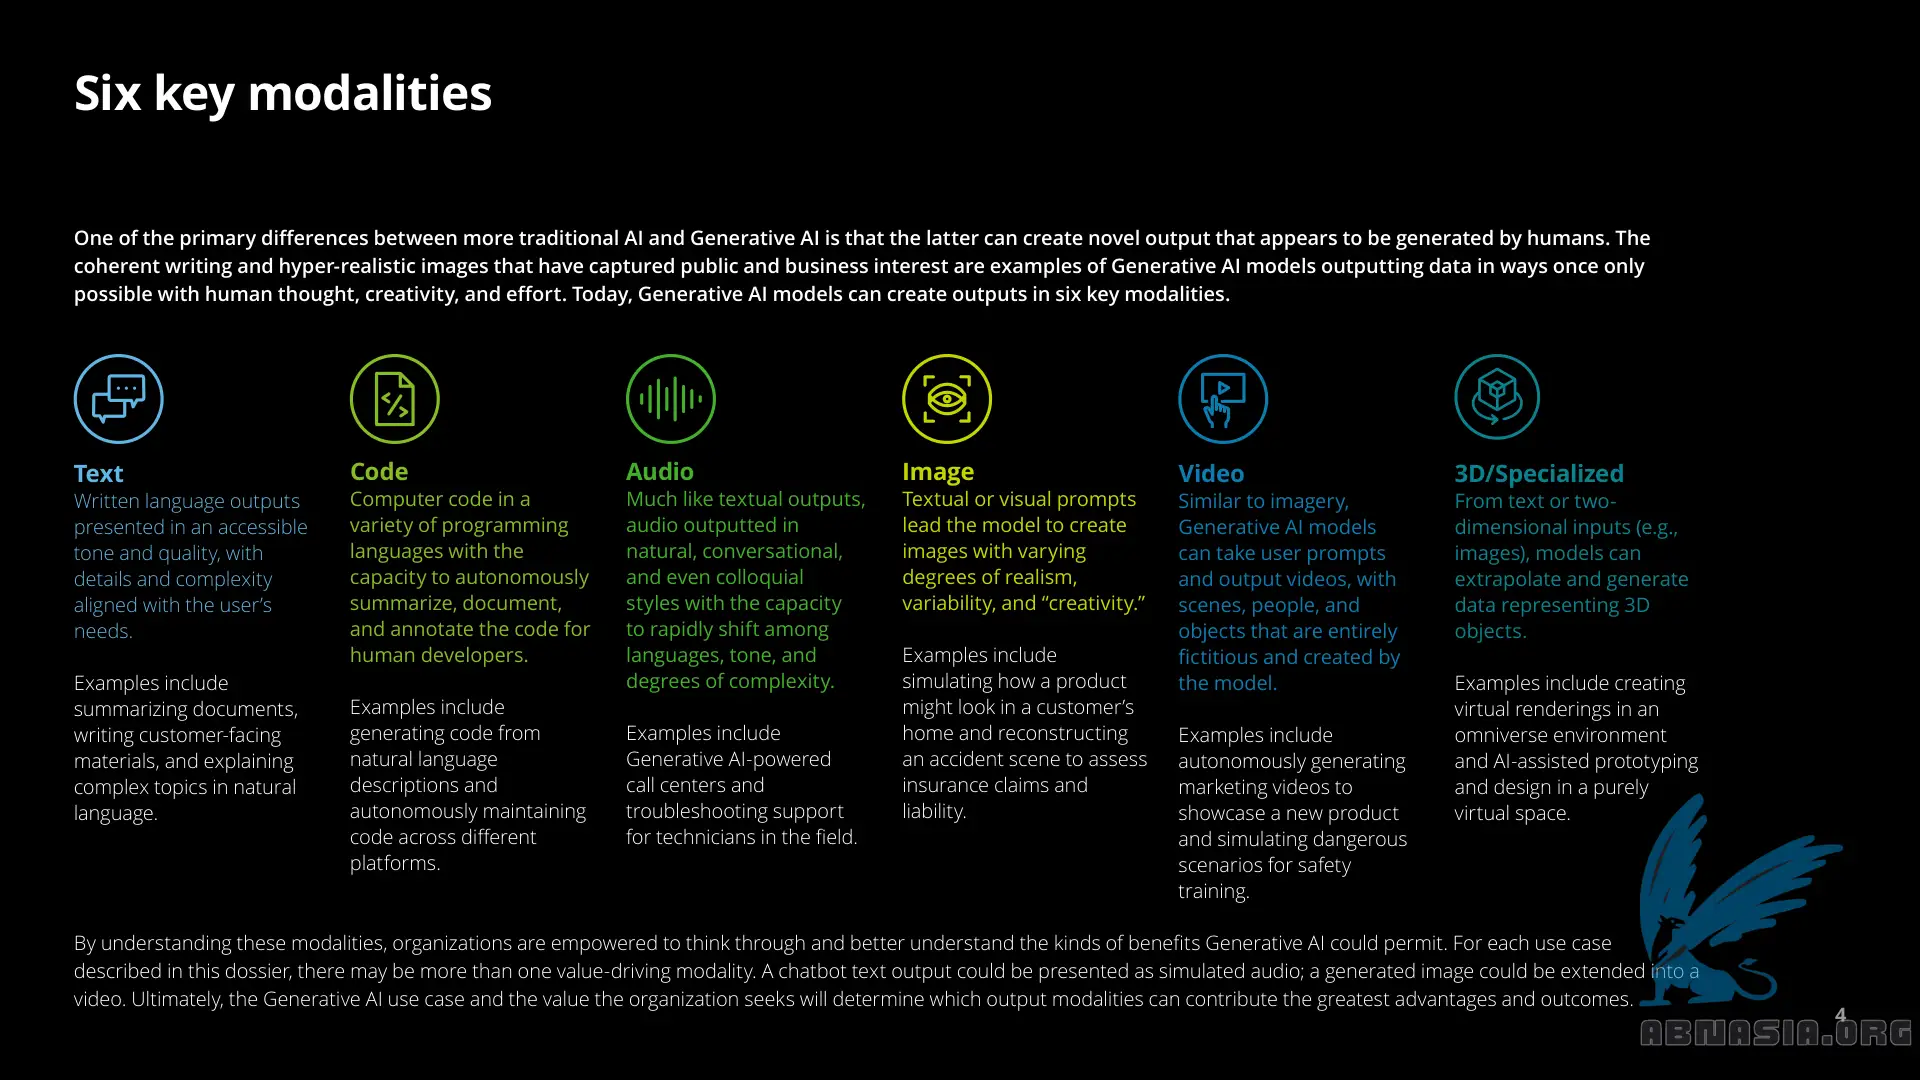 Six key modalities
One of the primary differences between more traditional AI and Generative AI is that the latter can create novel output that appears to be generated by humans. The
coherent writing and hyper-realistic images that have captured public and business interest are examples of Generative AI models outputting data in ways once only
possible with human thought, creativity, and effort. Today, Generative AI models can create outputs in six key modalities.
Text
Written language outputs
presented in an accessible
tone and quality, with
details and complexity
aligned with the user’s
needs.
Examples include
summarizing documents,
writing customer-facing
materials, and explaining
complex topics in natural
language.
Code
Computer code in a
variety of programming
languages with the
capacity to autonomously
summarize, document,
and annotate the code for
human developers.
Examples include
generating code from
natural language
descriptions and
autonomously maintaining
code across different
platforms.
Audio
Much like textual outputs,
audio outputted in
natural, conversational,
and even colloquial
styles with the capacity
to rapidly shift among
languages, tone, and
degrees of complexity.
Examples include
Generative AI-powered
call centers and
troubleshooting support
for technicians in the field.
Image
Textual or visual prompts
lead the model to create
images with varying
degrees of realism,
variability, and “creativity.”
Examples include
simulating how a product
might look in a customer’s
home and reconstructing
an accident scene to assess
insurance claims and
liability.
Video
Similar to imagery,
Generative AI models
can take user prompts
and output videos, with
scenes, people, and
objects that are entirely
fictitious and created by
the model.
Examples include
autonomously generating
marketing videos to
showcase a new product
and simulating dangerous
scenarios for safety
training.
3D/Specialized
From text or two-
dimensional inputs (e.g.,
images), models can
extrapolate and generate
data representing 3D
objects.
Examples include creating
virtual renderings in an
omniverse environment
and AI-assisted prototyping
and design in a purely
virtual space.
By understanding these modalities, organizations are empowered to think through and better understand the kinds of benefits Generative AI could permit. For each use case
described in this dossier, there may be more than one value-driving modality. A chatbot text output could be presented as simulated audio; a generated image could be extended into a
video. Ultimately, the Generative AI use case and the value the organization seeks will determine which output modalities can contribute the greatest advantages and outcomes.
4
ABNASIA.ORG